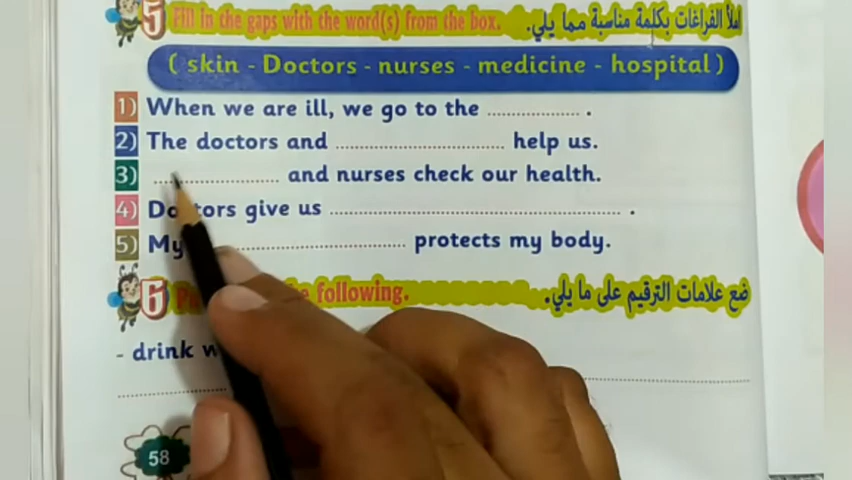 5 Fill in the gaps with the word(s) from the box. املأ الفراغات بكلمة مناسبة مما يلي.
( skin - Doctors - nurses - medicine - hospital )
1) When we are ill, we go to the .................... .
2) The doctors and .................................... help us.
3) ........................... and nurses check our health.
4) Doctors give us .............................................................. .
5) My ........................................ protects my body.
6 the following. ضع علامات الترقيم على ما يلي.
- drink
58